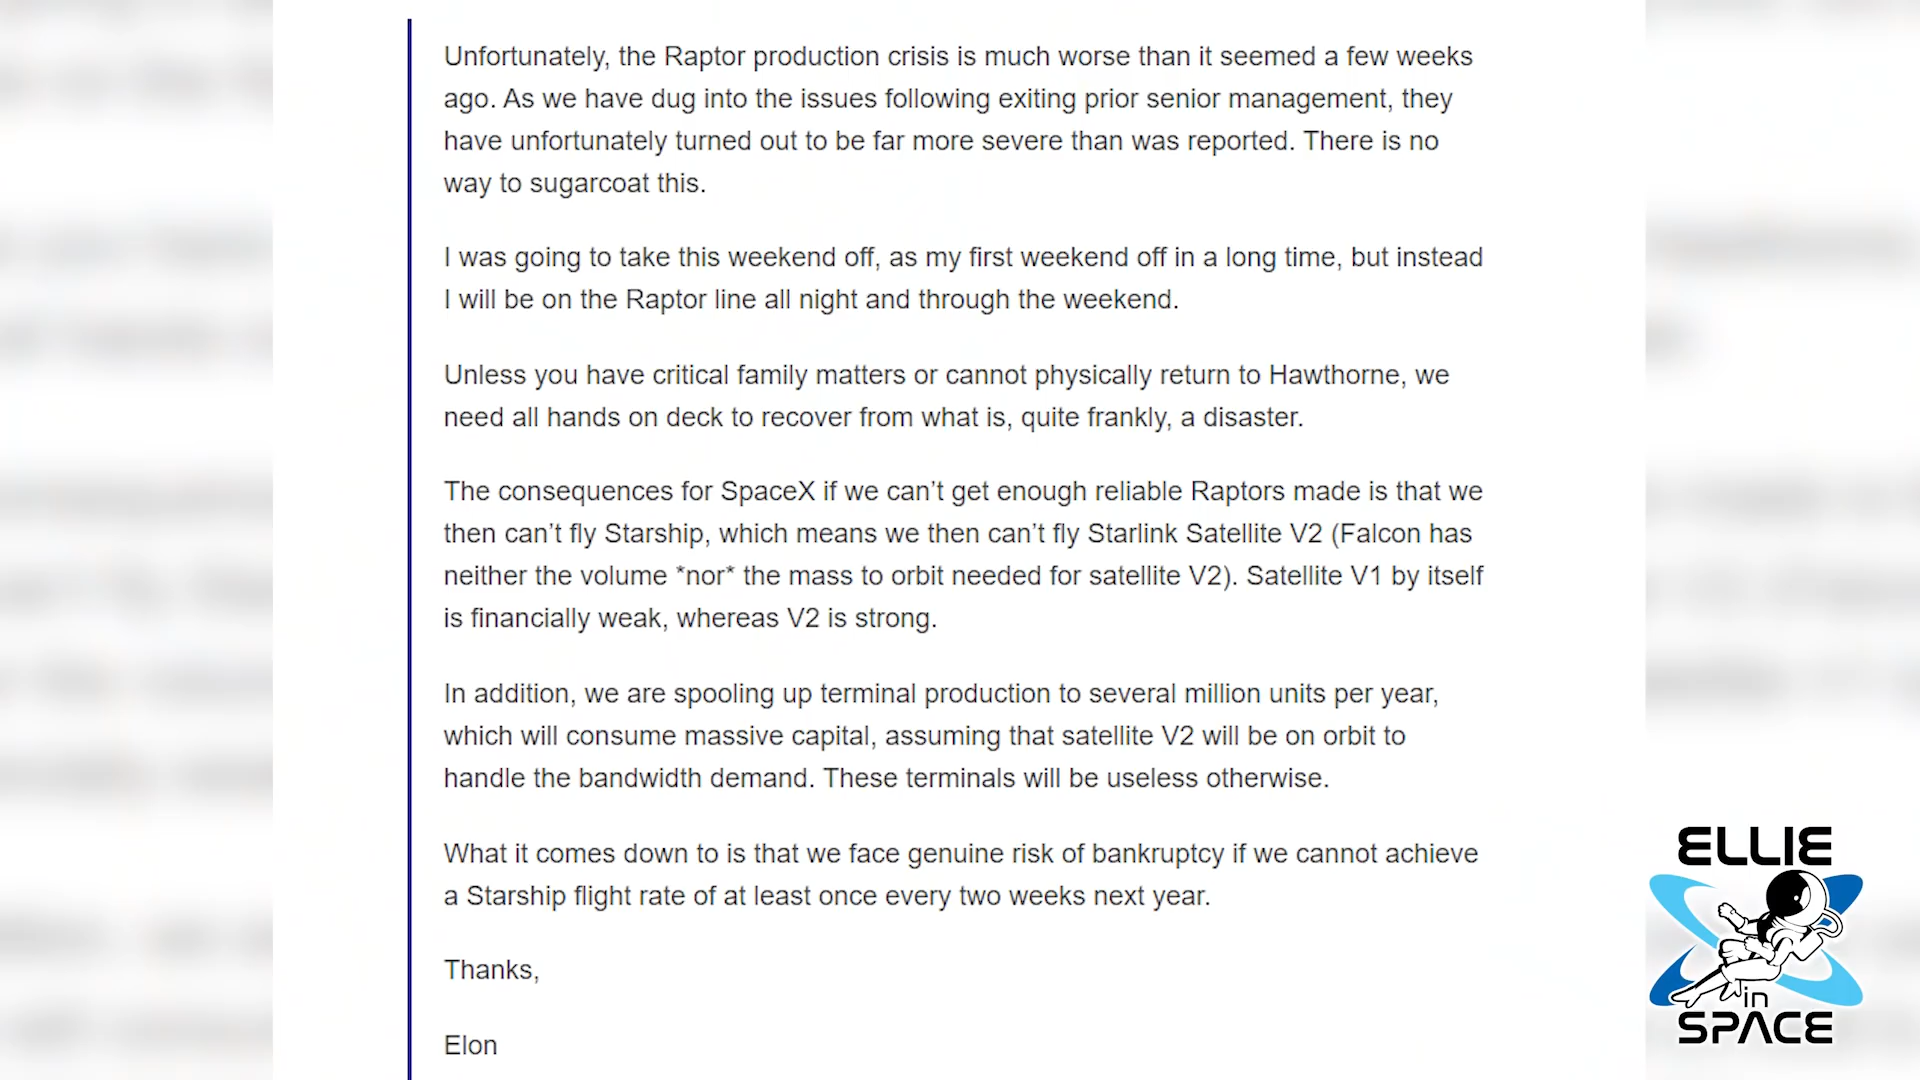 Unfortunately, the Raptor production crisis is much worse than it seemed a few weeks
ago. As we have dug into the issues following exiting prior senior management, they
have unfortunately turned out to be far more severe than was reported. There is no
way to sugarcoat this.
I was going to take this weekend off, as my first weekend off in a long time, but instead
I will be on the Raptor line all night and through the weekend.
Unless you have critical family matters or cannot physically return to Hawthorne, we
need all hands on deck to recover from what is, quite frankly, a disaster.
The consequences for SpaceX if we can’t get enough reliable Raptors made is that we
then can’t fly Starship, which means we then can’t fly Starlink Satellite V2 (Falcon has
neither the volume *nor* the mass to orbit needed for satellite V2). Satellite V1 by itself
is financially weak, whereas V2 is strong.
In addition, we are spooling up terminal production to several million units per year,
which will consume massive capital, assuming that satellite V2 will be on orbit to
handle the bandwidth demand. These terminals will be useless otherwise.
What it comes down to is that we face genuine risk of bankruptcy if we cannot achieve
a Starship flight rate of at least once every two weeks next year.
Thanks,
Elon
ELLIE
in
SPACE